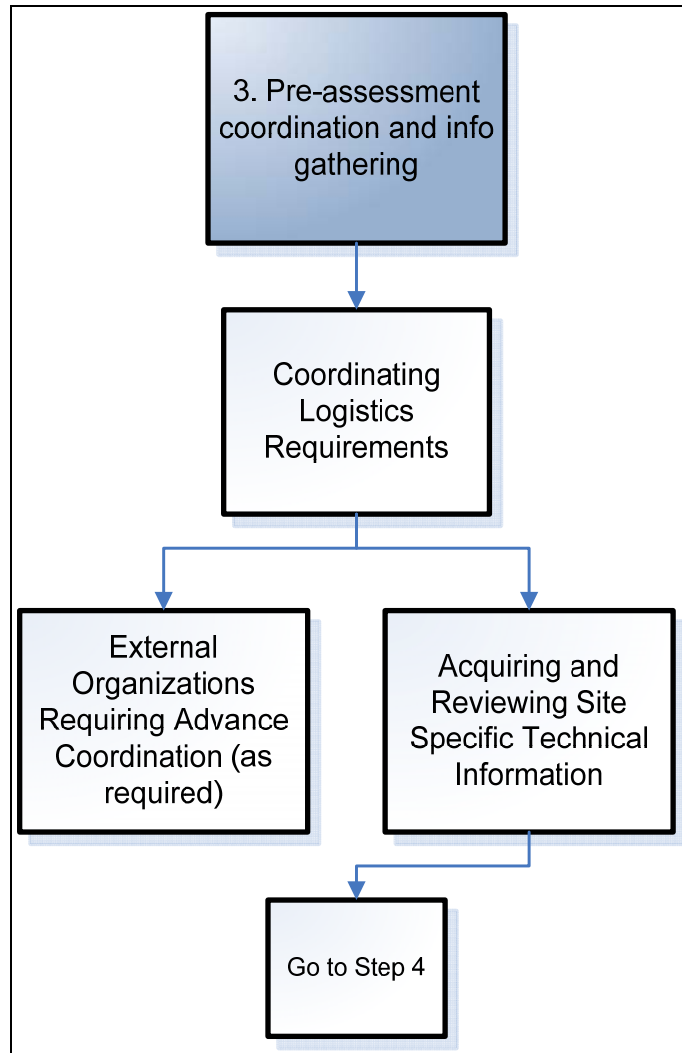 3. Pre-assessment
coordination and info
gathering
Coordinating
Logistics
Requirements
External
Organizations
Requiring Advance
Coordination (as
required)
Acquiring and
Reviewing Site
Specific Technical
Information
Go to Step 4